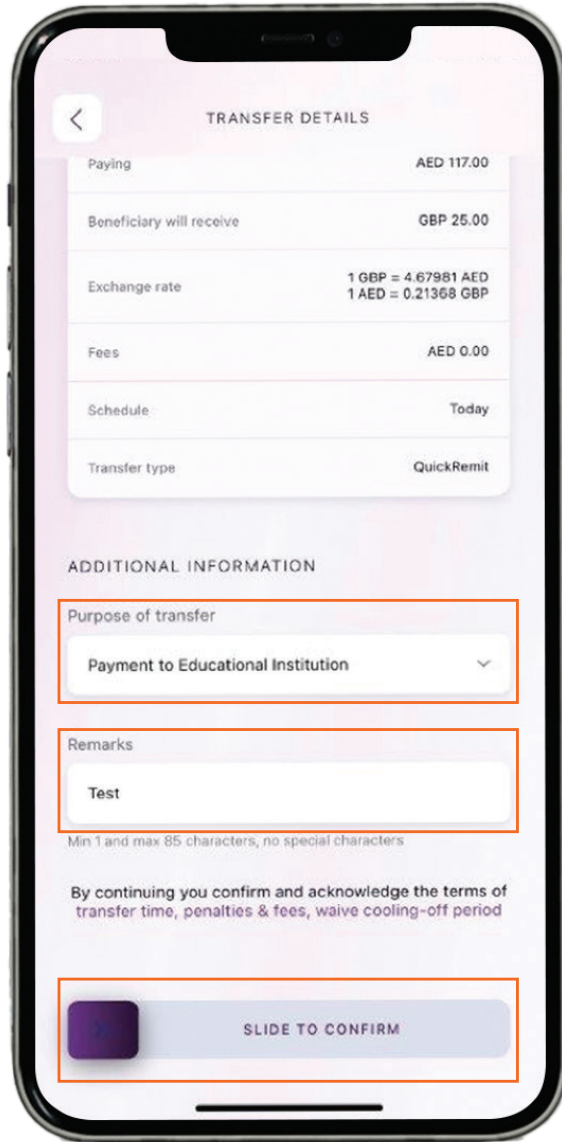 TRANSFER DETAILS
Paying AED 117.00
Beneficiary will receive GBP 25.00
Exchange rate 1 GBP = 4.67981 AED
1 AED = 0.21368 GBP
Fees AED 0.00
Schedule Today
Transfer type QuickRemit
ADDITIONAL INFORMATION
Purpose of transfer
Payment to Educational Institution
Remarks
Test
Min 1 and max 85 characters, no special characters
By continuing you confirm and acknowledge the terms of
transfer time, penalties & fees, waive cooling-off period
SLIDE TO CONFIRM